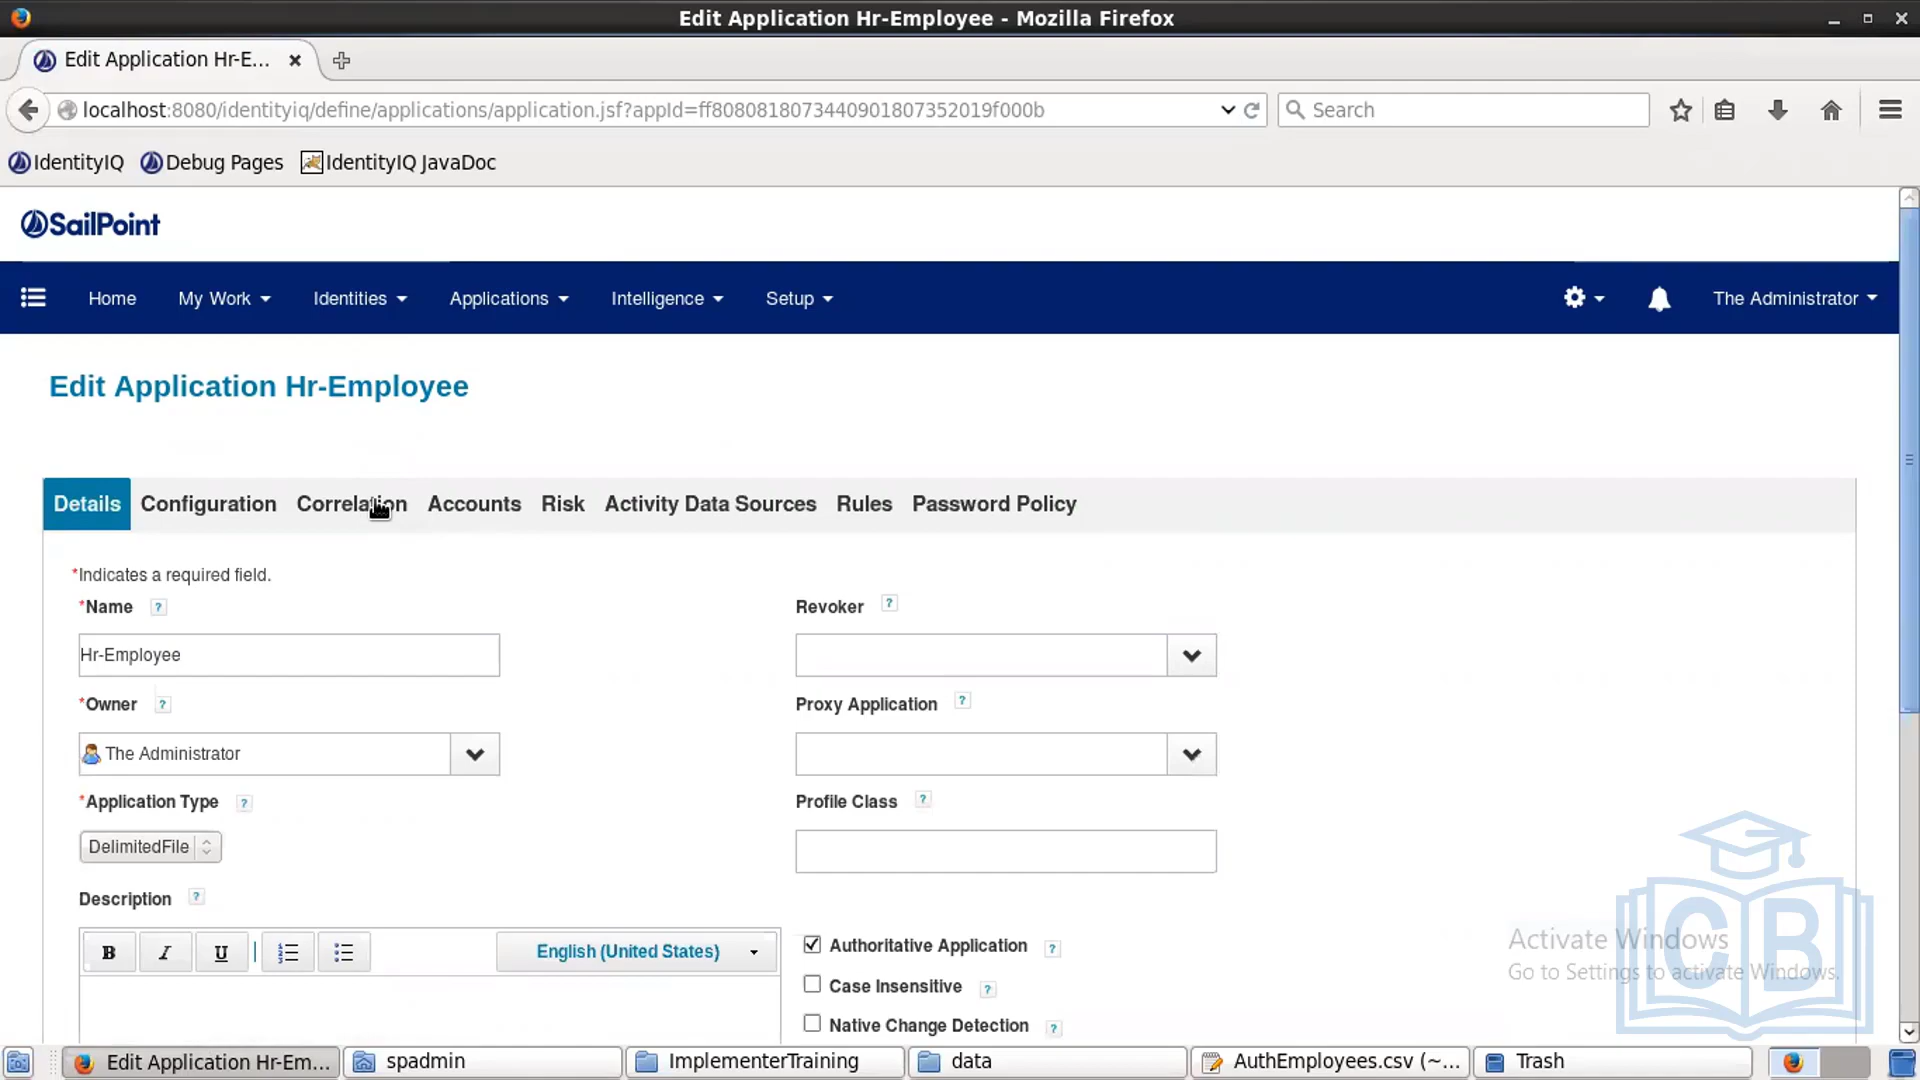 Edit Application Hr-Employee - Mozilla Firefox
Edit Application Hr-E...
localhost:8080/identityiq/define/applications/application.jsf?appId=ff8080818073440901807352019f000b
Search
IdentityIQ Debug Pages IdentityIQ JavaDoc
SailPoint
Home My Work Identities Applications Intelligence Setup The Administrator
Edit Application Hr-Employee
Details Configuration Correlation Accounts Risk Activity Data Sources Rules Password Policy
*Indicates a required field.
*Name ?
Revoker ?
Hr-Employee
*Owner ?
Proxy Application ?
The Administrator
*Application Type ?
Profile Class ?
DelimitedFile
Description ?
B I U English (United States)
Authoritative Application ?
Case Insensitive ?
Native Change Detection ?
Activate Windows
Go to Settings to activate Windows.
CB
Edit Application Hr-Em... spadmin ImplementerTraining data AuthEmployees.csv (~... Trash